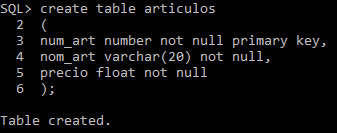 SQL> create table articulos
2 (
3 num_art number not null primary key,
4 nom_art varchar(20) not null,
5 precio float not null
6 );
Table created.